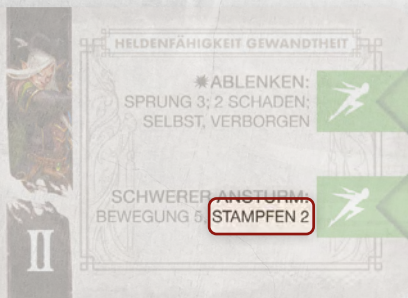 HELDENFÄHIGKEIT GEWANDTHEIT
✷ABLENKEN:
SPRUNG 3; 2 SCHADEN;
SELBST, VERBORGEN
SCHWERER ANSTURM:
BEWEGUNG 5, STAMPFEN 2
II